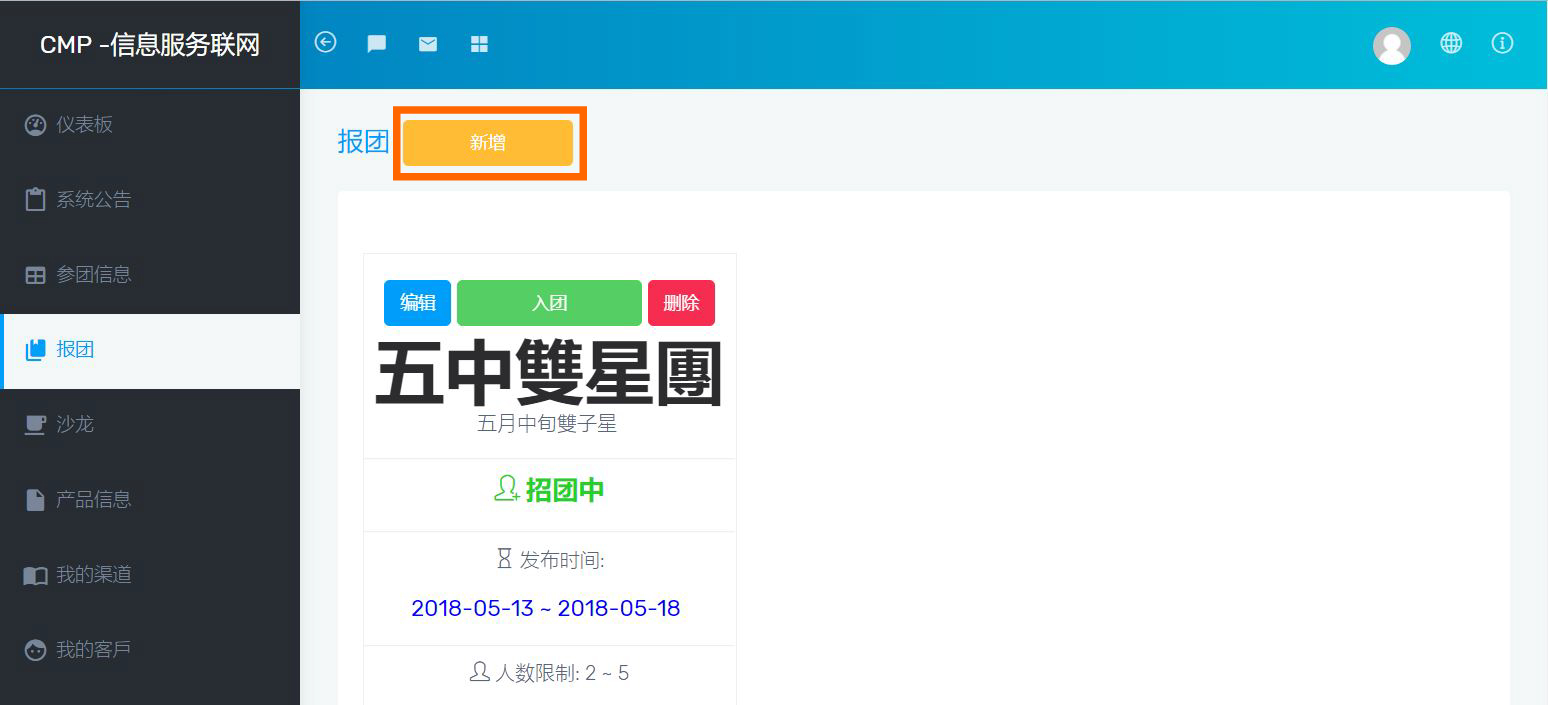 CMP -信息服务联网
仪表板
系统公告
参团信息
报团
沙龙
产品信息
我的渠道
我的客戶
报团
新增
编辑 入团 删除
五中雙星團
五月中旬雙子星
招团中
发布时间:
2018-05-13 ~ 2018-05-18
人数限制: 2 ~ 5